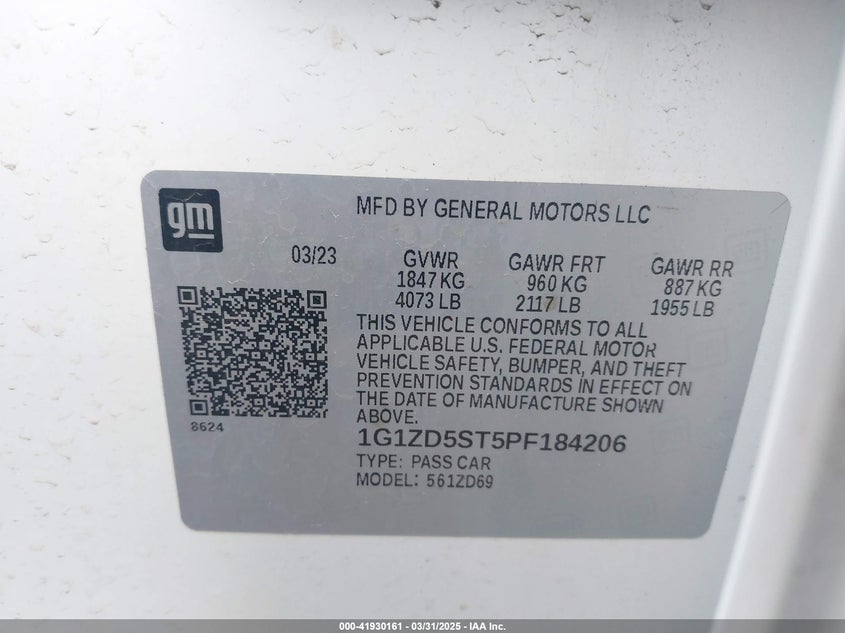 gm
MFD BY GENERAL MOTORS LLC
03/23
GVWR GAWR FRT GAWR RR
1847 KG 960 KG 887 KG
4073 LB 2117 LB 1955 LB
THIS VEHICLE CONFORMS TO ALL
APPLICABLE U.S. FEDERAL MOTOR
VEHICLE SAFETY, BUMPER, AND THEFT
PREVENTION STANDARDS IN EFFECT ON
THE DATE OF MANUFACTURE SHOWN
ABOVE.
8624
1G1ZD5ST5PF184206
TYPE: PASS CAR
MODEL: 561ZD69
000-41930161 - 03/31/2025 - IAA Inc.